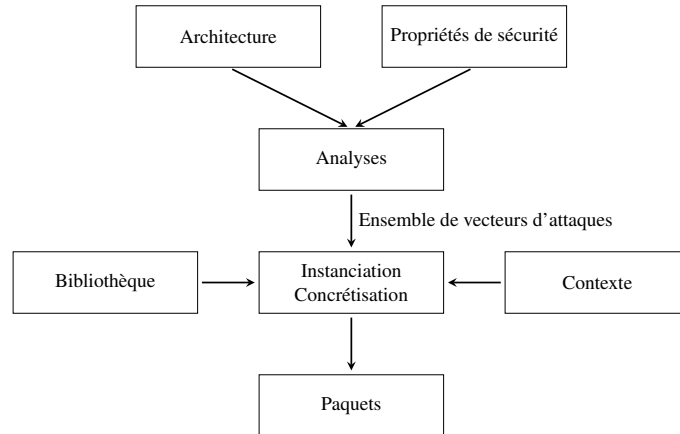 Architecture
Propriétés de sécurité
Analyses
Ensemble de vecteurs d'attaques
Bibliothèque
Instanciation
Concrétisation
Contexte
Paquets